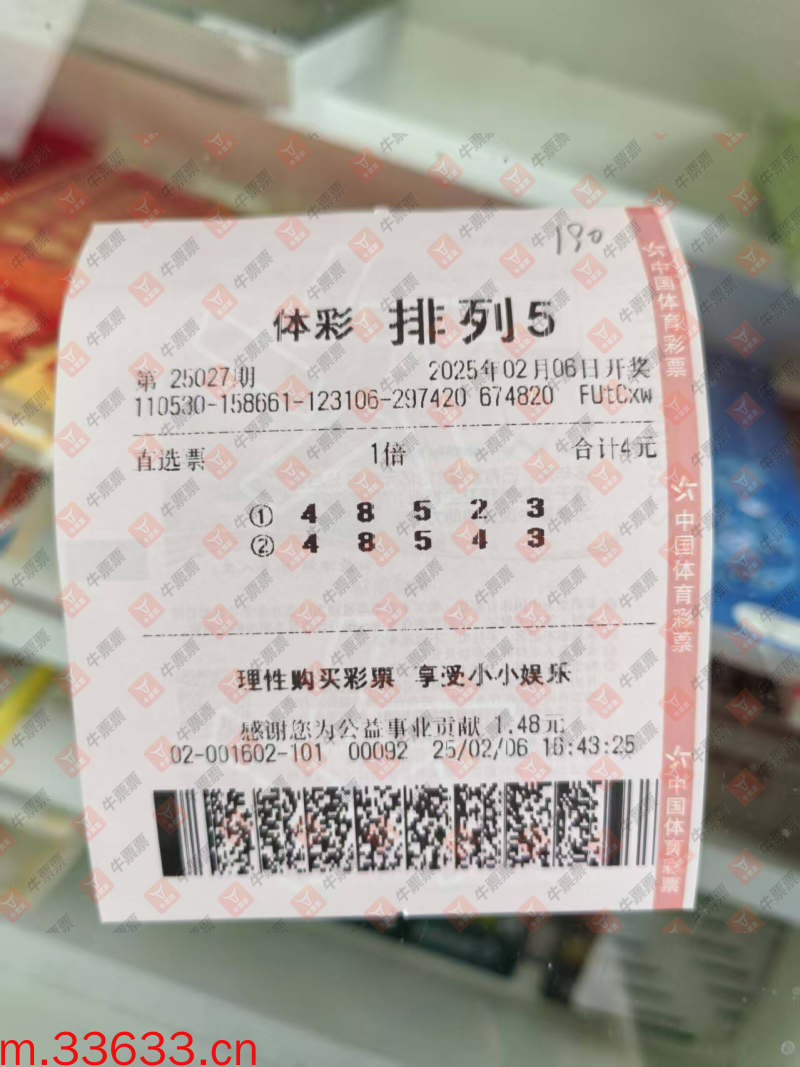 190
体彩 排列5
第 25027期 2025年02月06日开奖
110530-158661-123106-297420 674820 FUtCxw
直选票 1倍 合计4元
① 4 8 5 2 3
② 4 8 5 4 3
理性购买彩票 享受小小娱乐
感谢您为公益事业贡献 1.48元
02-001602-101 00092 25/02/06 16:43:25
中国体育彩票
中国体育彩票
中国体育彩票
牛票票
m.33633.cn